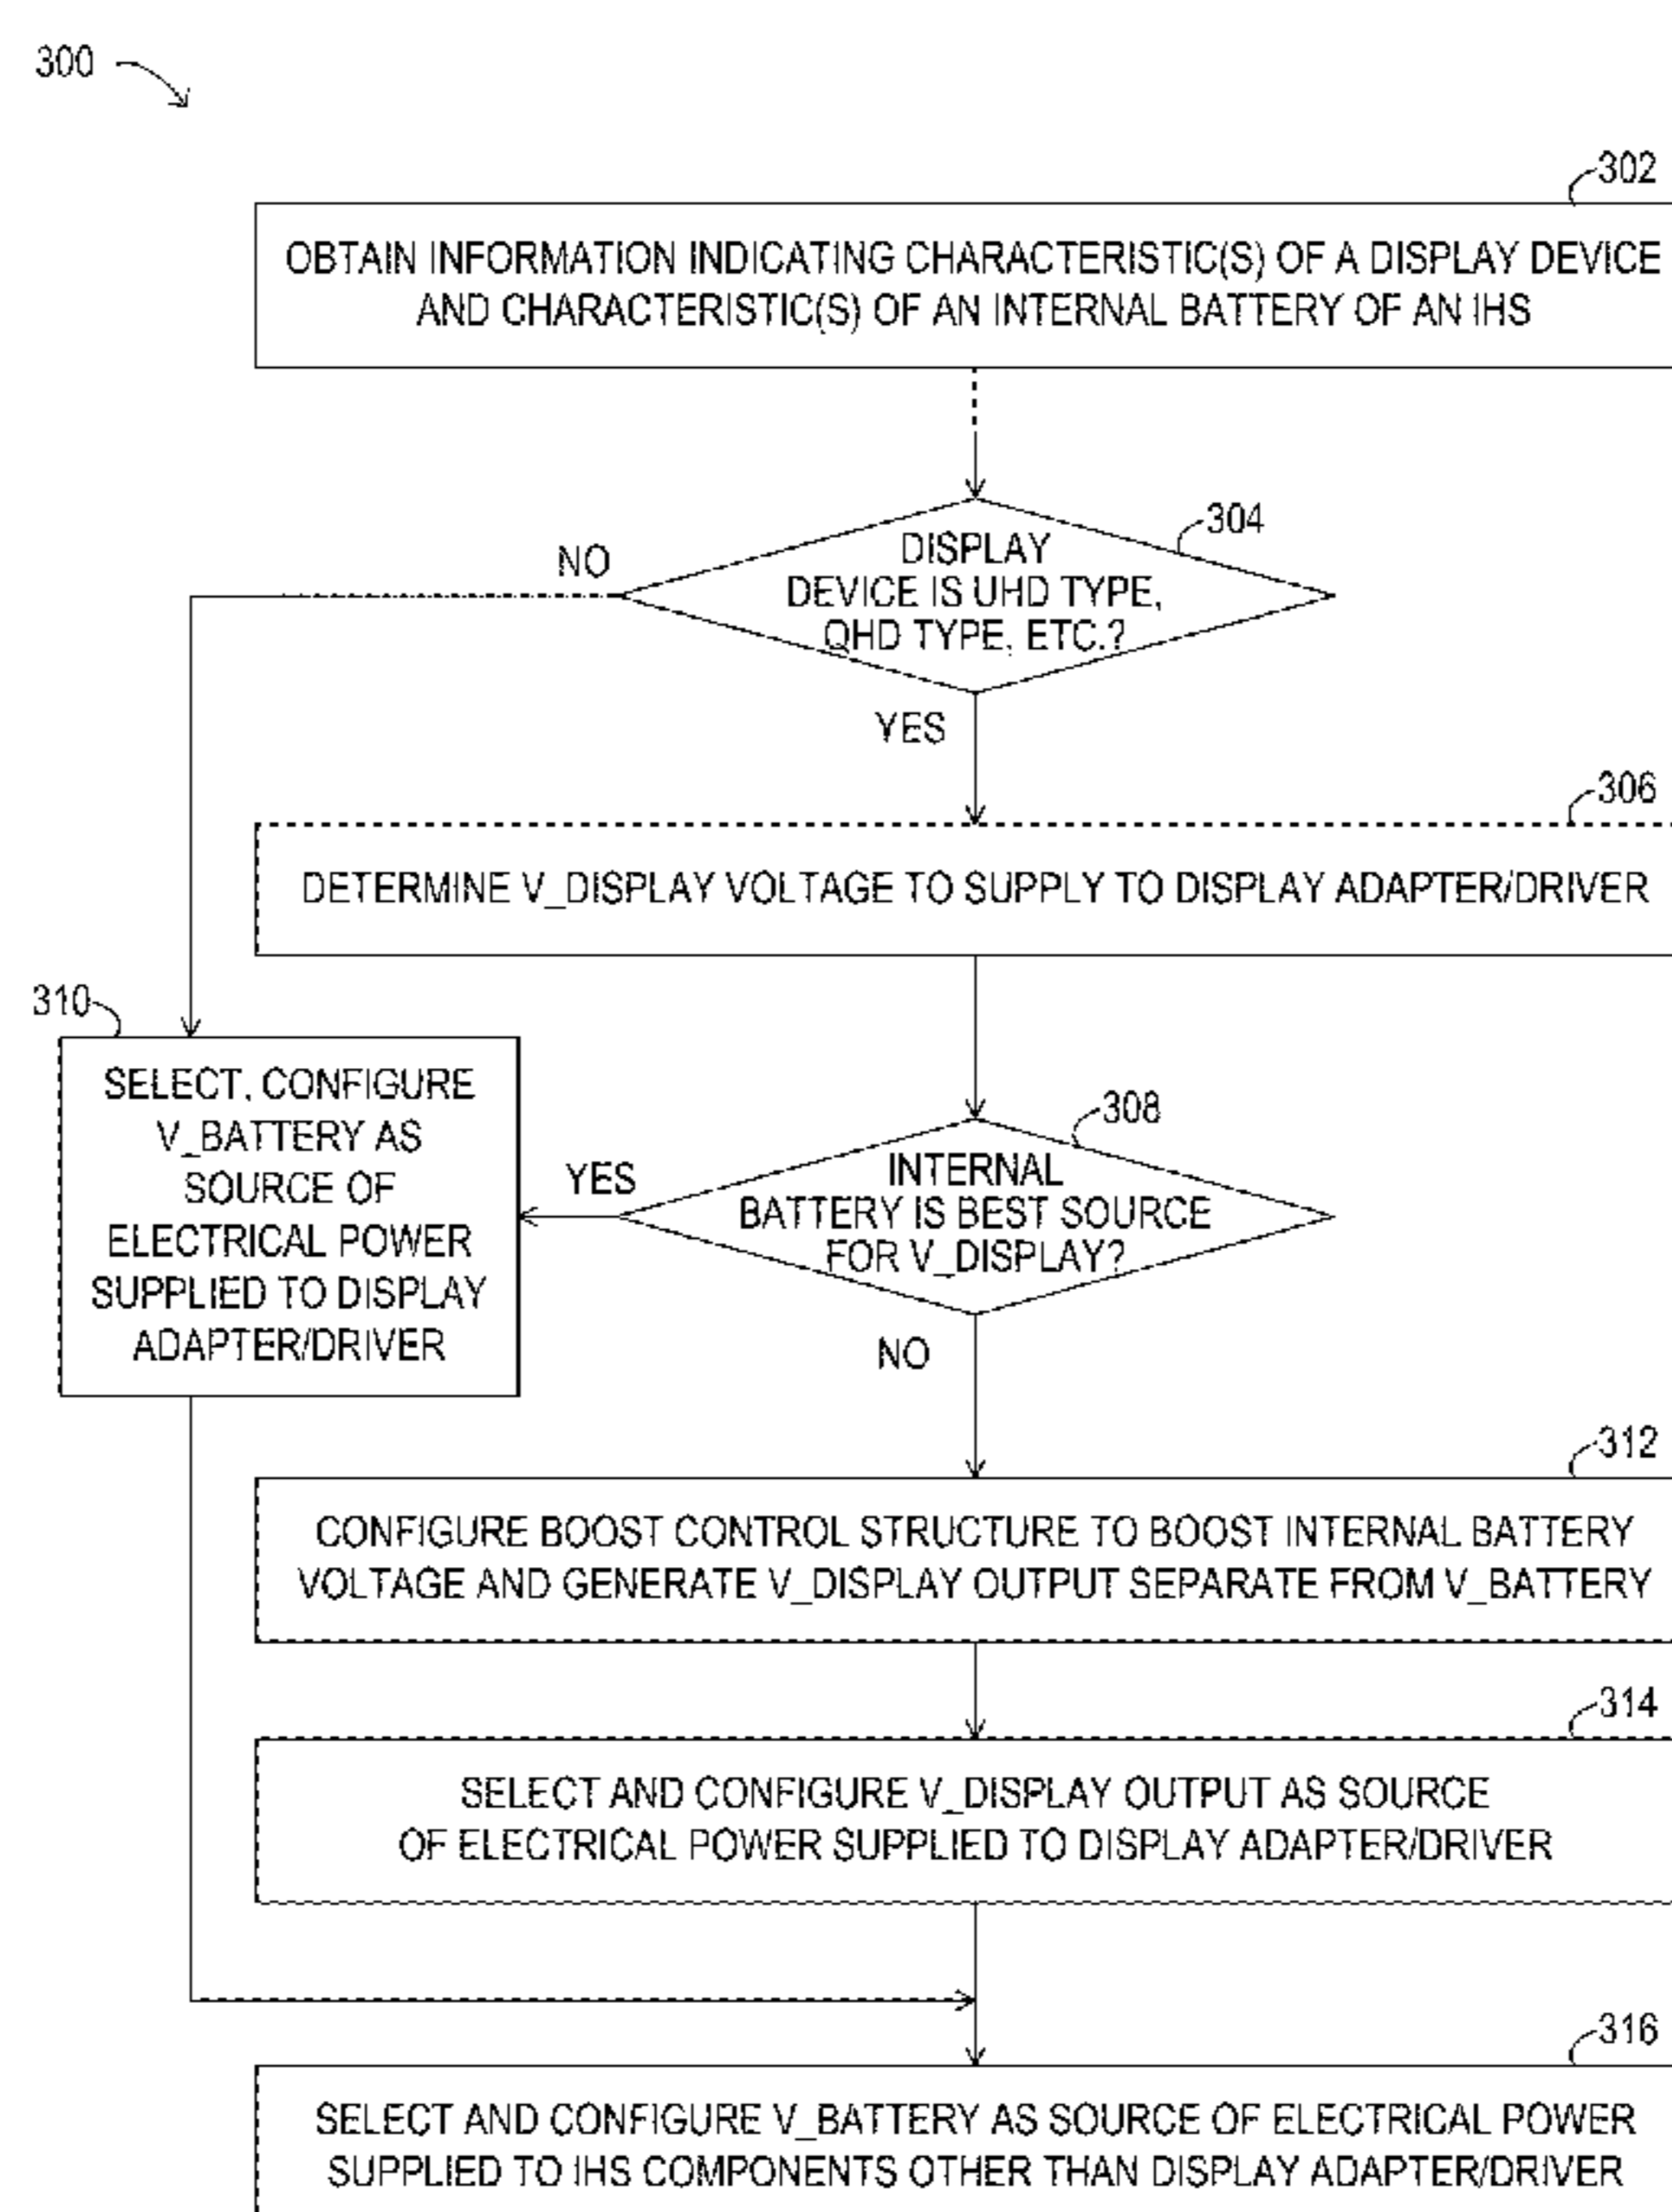 300
302
OBTAIN INFORMATION INDICATING CHARACTERISTIC(S) OF A DISPLAY DEVICE
AND CHARACTERISTIC(S) OF AN INTERNAL BATTERY OF AN IHS
304
NO
DISPLAY
DEVICE IS UHD TYPE,
QHD TYPE, ETC.?
YES
306
DETERMINE V_DISPLAY VOLTAGE TO SUPPLY TO DISPLAY ADAPTER/DRIVER
310
SELECT, CONFIGURE
V_BATTERY AS
SOURCE OF
ELECTRICAL POWER
SUPPLIED TO DISPLAY
ADAPTER/DRIVER
308
YES
INTERNAL
BATTERY IS BEST SOURCE
FOR V_DISPLAY?
NO
312
CONFIGURE BOOST CONTROL STRUCTURE TO BOOST INTERNAL BATTERY
VOLTAGE AND GENERATE V_DISPLAY OUTPUT SEPARATE FROM V_BATTERY
314
SELECT AND CONFIGURE V_DISPLAY OUTPUT AS SOURCE
OF ELECTRICAL POWER SUPPLIED TO DISPLAY ADAPTER/DRIVER
316
SELECT AND CONFIGURE V_BATTERY AS SOURCE OF ELECTRICAL POWER
SUPPLIED TO IHS COMPONENTS OTHER THAN DISPLAY ADAPTER/DRIVER